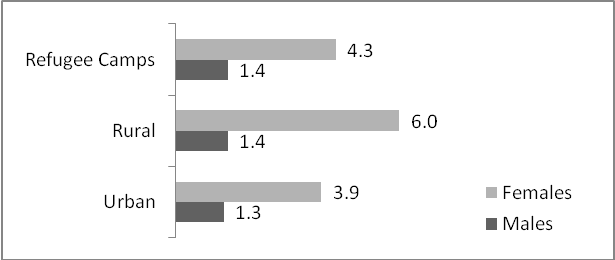 Refugee Camps
4.3
1.4
Rural
6.0
1.4
Urban
3.9
1.3
Females
Males